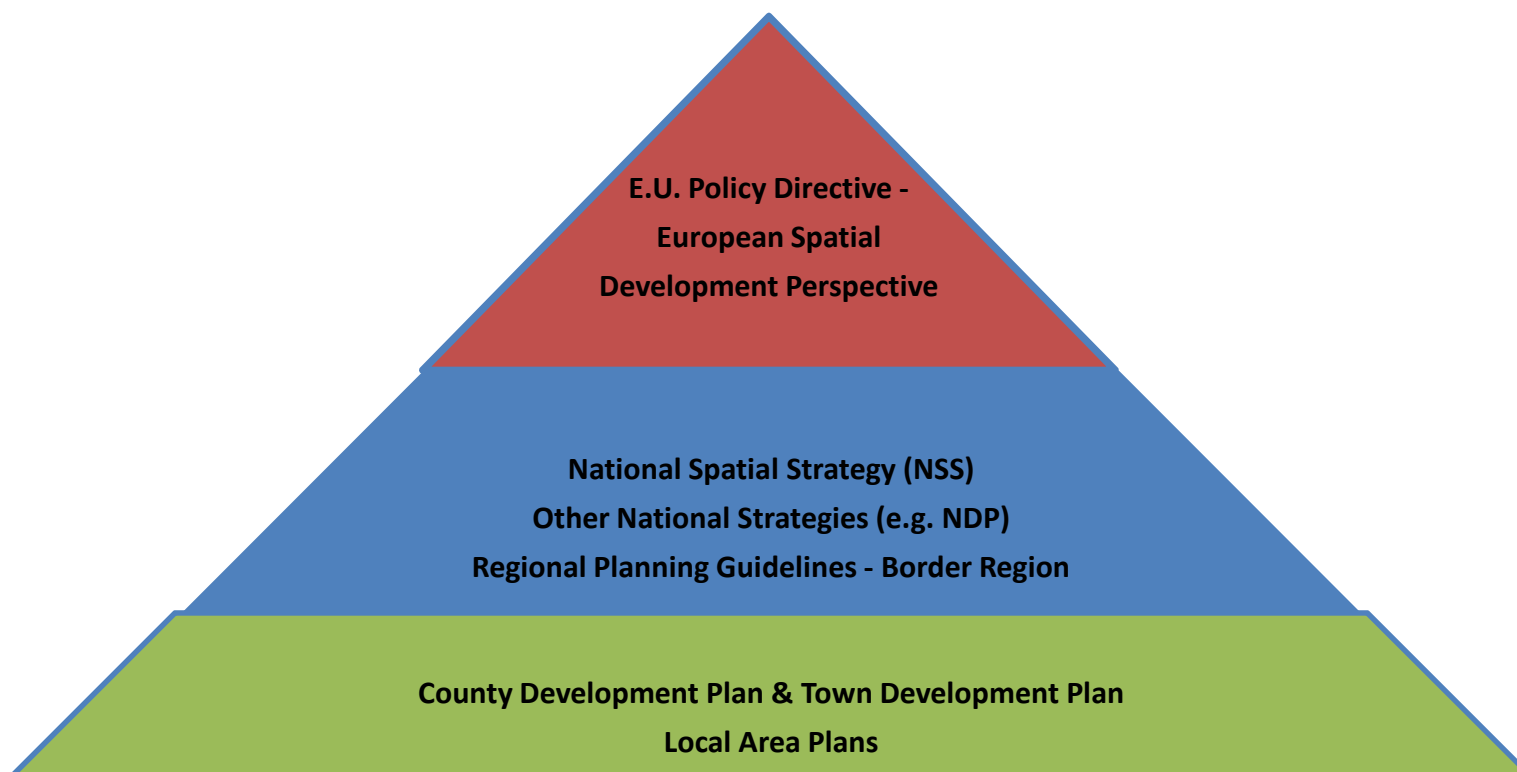 E.U. Policy Directive -
European Spatial
Development Perspective
National Spatial Strategy (NSS)
Other National Strategies (e.g. NDP)
Regional Planning Guidelines - Border Region
County Development Plan & Town Development Plan
Local Area Plans